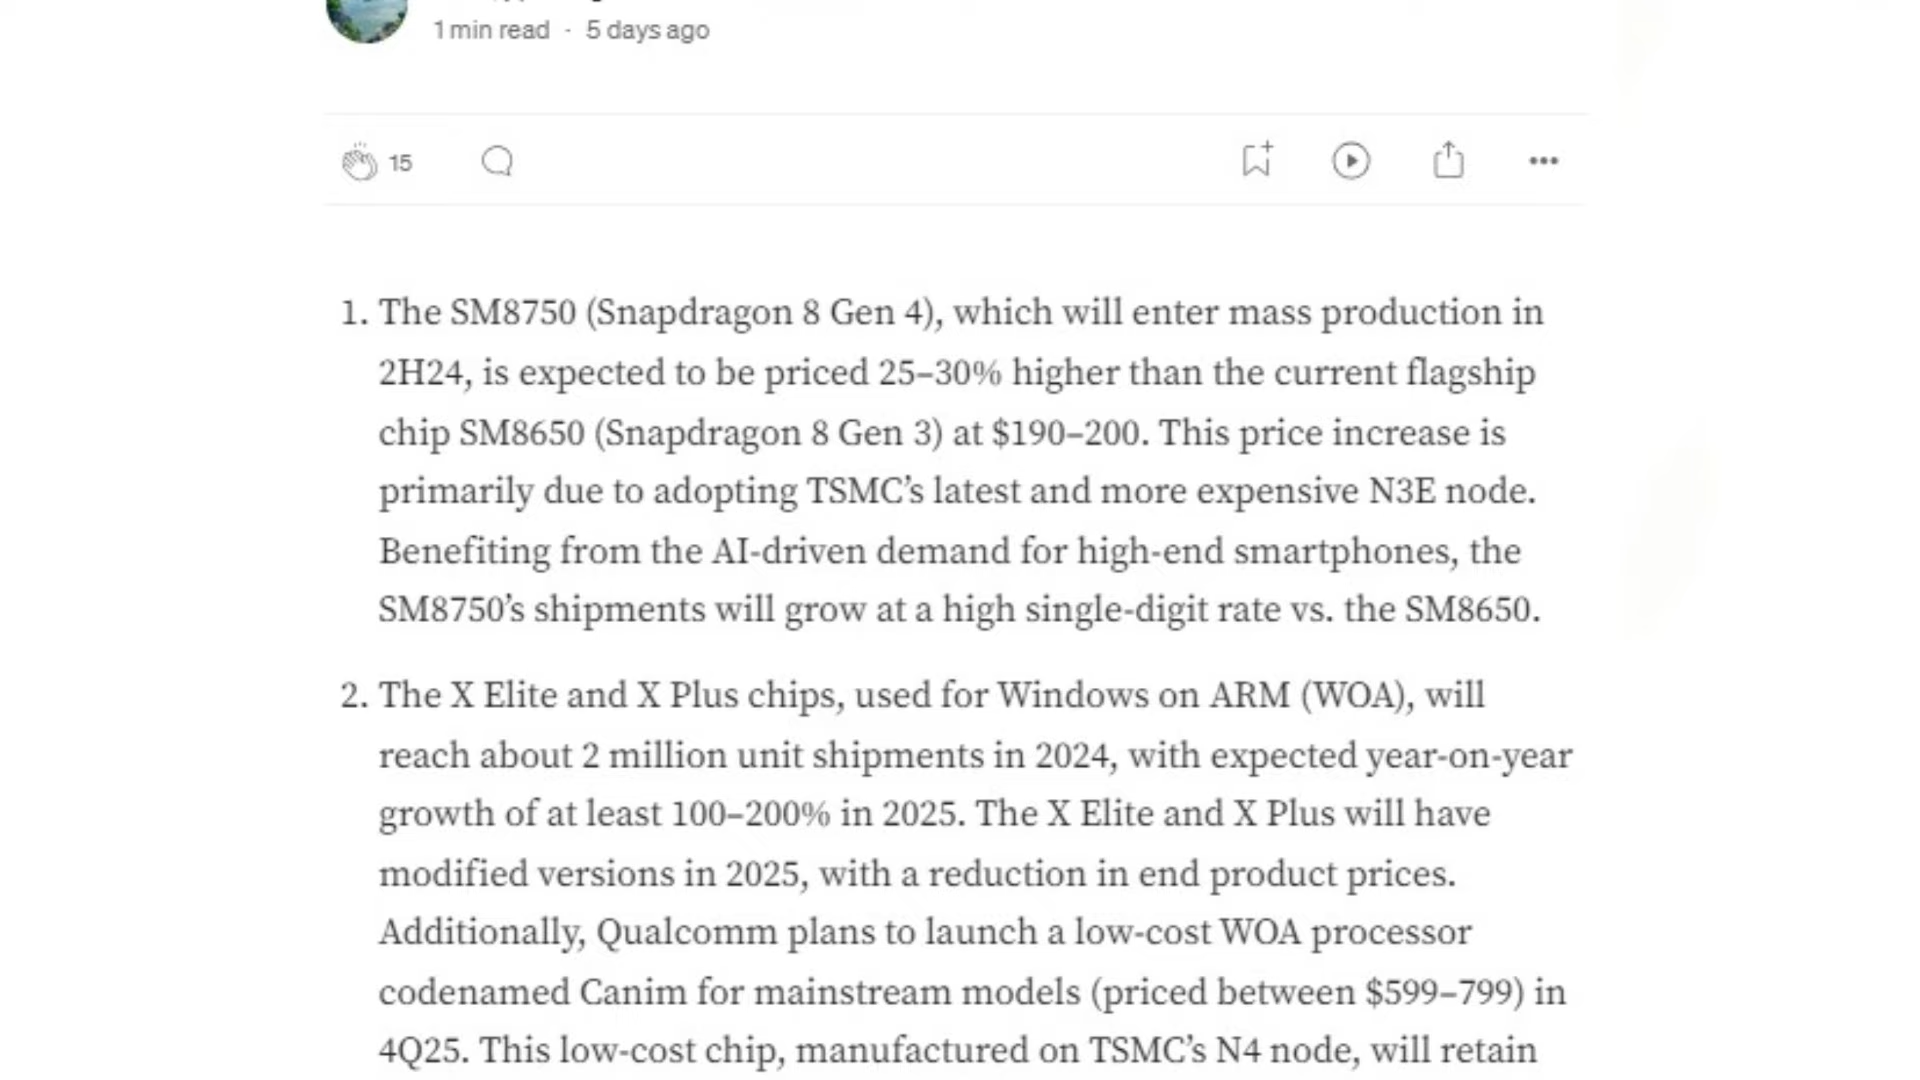 1 min read · 5 days ago
15
1. The SM8750 (Snapdragon 8 Gen 4), which will enter mass production in
2H24, is expected to be priced 25–30% higher than the current flagship
chip SM8650 (Snapdragon 8 Gen 3) at $190–200. This price increase is
primarily due to adopting TSMC’s latest and more expensive N3E node.
Benefiting from the AI-driven demand for high-end smartphones, the
SM8750’s shipments will grow at a high single-digit rate vs. the SM8650.
2. The X Elite and X Plus chips, used for Windows on ARM (WOA), will
reach about 2 million unit shipments in 2024, with expected year-on-year
growth of at least 100–200% in 2025. The X Elite and X Plus will have
modified versions in 2025, with a reduction in end product prices.
Additionally, Qualcomm plans to launch a low-cost WOA processor
codenamed Canim for mainstream models (priced between $599–799) in
4Q25. This low-cost chip, manufactured on TSMC’s N4 node, will retain